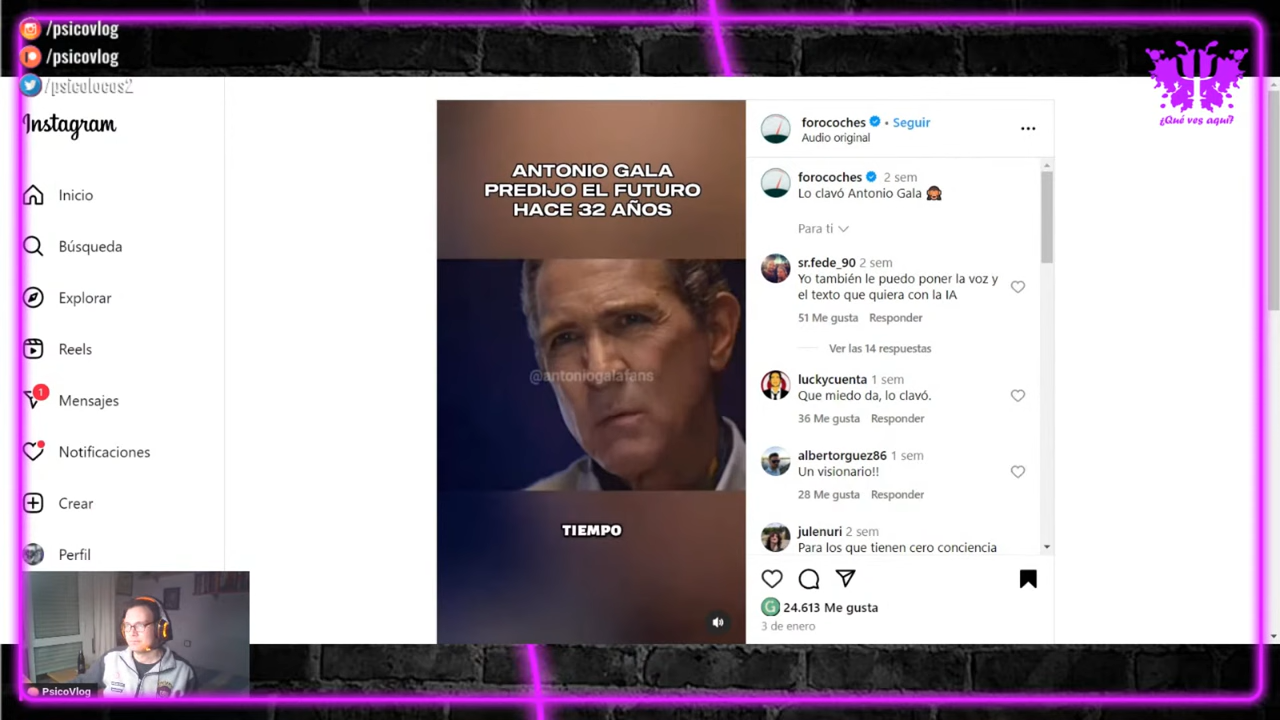 /psicovlog
/psicovlog
/psicolocos2
¿Qué ves aquí?
Instagram
Inicio
Búsqueda
Explorar
Reels
1
Mensajes
Notificaciones
Crear
Perfil
PsicoVlog
ANTONIO GALA
PREDIJO EL FUTURO
HACE 32 AÑOS
@antoniogalafans
TIEMPO
forocoches • Seguir
Audio original
forocoches 2 sem
Lo clavó Antonio Gala 🙈
Para ti
sr.fede_90 2 sem
Yo también le puedo poner la voz y
el texto que quiera con la IA
51 Me gusta Responder
Ver las 14 respuestas
luckycuenta 1 sem
Que miedo da, lo clavó.
36 Me gusta Responder
albertorguez86 1 sem
Un visionario!!
28 Me gusta Responder
julenuri 2 sem
Para los que tienen cero conciencia
G 24.613 Me gusta
3 de enero